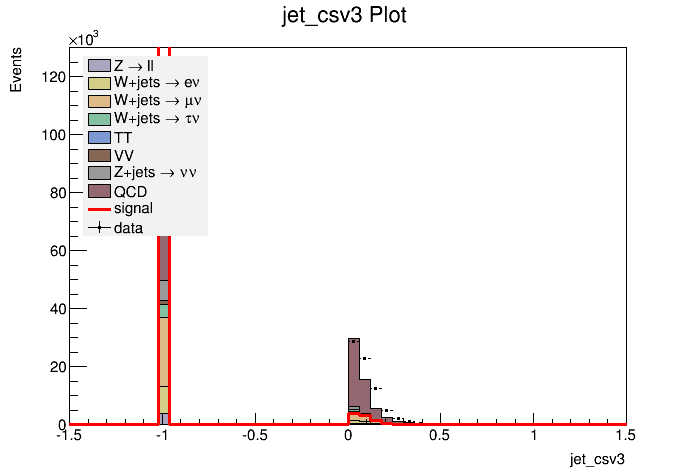 jet_csv3 Plot
×10³
Events
Z → ll
W+jets → eν
W+jets → μν
W+jets → τν
TT
VV
Z+jets → νν
QCD
signal
data
120
100
80
60
40
20
0
-1.5
-1
-0.5
0
0.5
1
1.5
jet_csv3